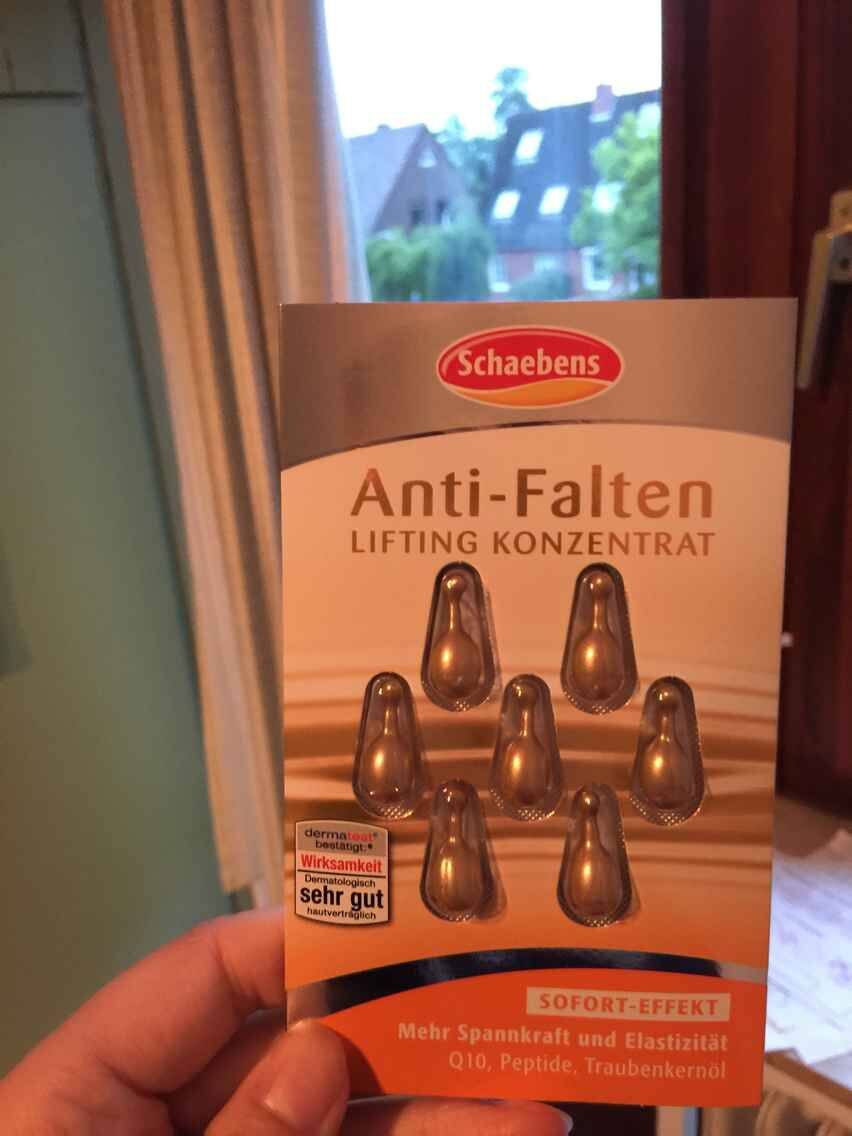 Schaebens
Anti-Falten
LIFTING KONZENTRAT
dermatest®
bestätigt:
Wirksamkeit
Dermatologisch
sehr gut
hautverträglich
SOFORT-EFFEKT
Mehr Spannkraft und Elastizität
Q10, Peptide, Traubenkernöl